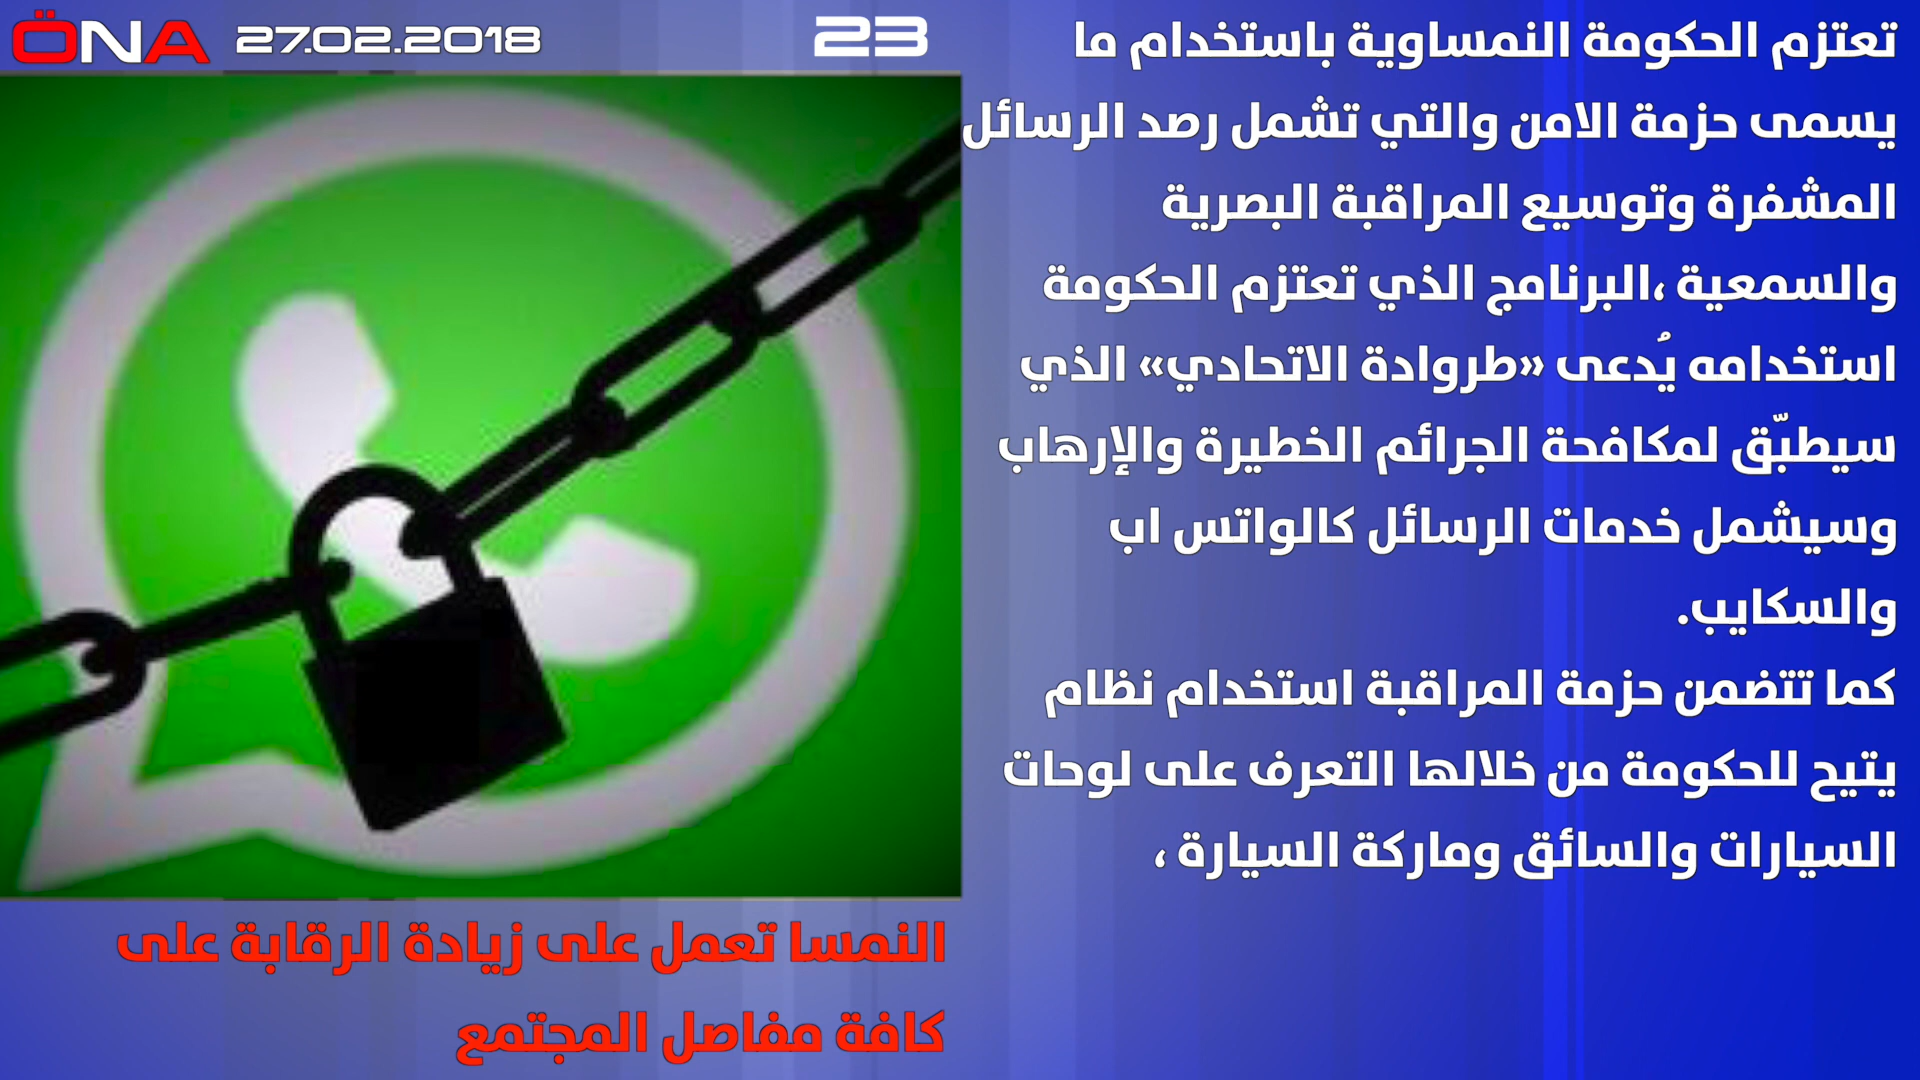 ÖNA 27.02.2018
23
تعتزم الحكومة النمساوية باستخدام ما
يسمى حزمة الامن والتي تشمل رصد الرسائل
المشفرة وتوسيع المراقبة البصرية
والسمعية ،البرنامج الذي تعتزم الحكومة
استخدامه يُدعى «طروادة الاتحادي» الذي
سيطبّق لمكافحة الجرائم الخطيرة والإرهاب
وسيشمل خدمات الرسائل كالواتس اب
والسكايب.
كما تتضمن حزمة المراقبة استخدام نظام
يتيح للحكومة من خلالها التعرف على لوحات
السيارات والسائق وماركة السيارة ،
النمسا تعمل على زيادة الرقابة على
كافة مفاصل المجتمع